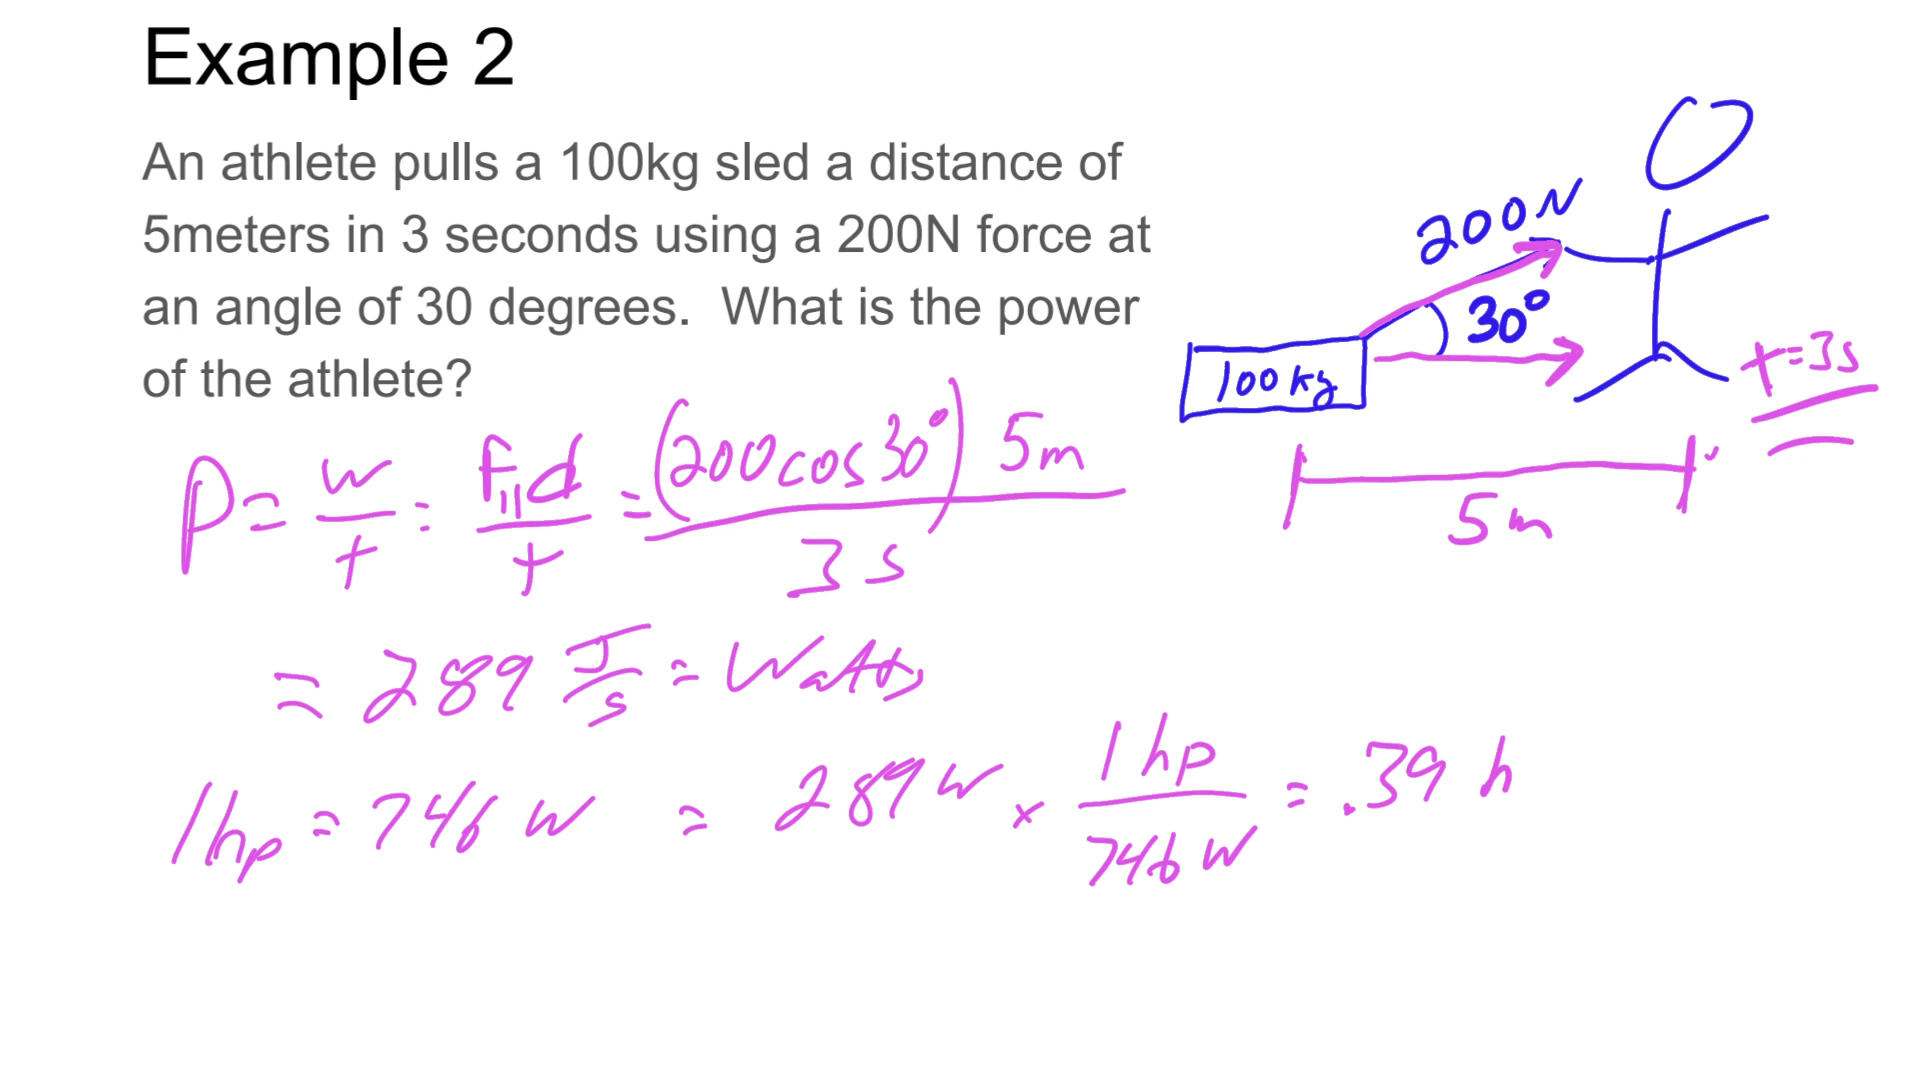 Example 2
An athlete pulls a 100kg sled a distance of
5meters in 3 seconds using a 200N force at
an angle of 30 degrees. What is the power
of the athlete?
200N
30°
100 kg
t=3s
5m
P = w/t = F||d/t = (200cos30°) 5m / 3s
= 289 J/s = Watts
1hp = 746 w = 289 w x 1hp/746 W = .39 h